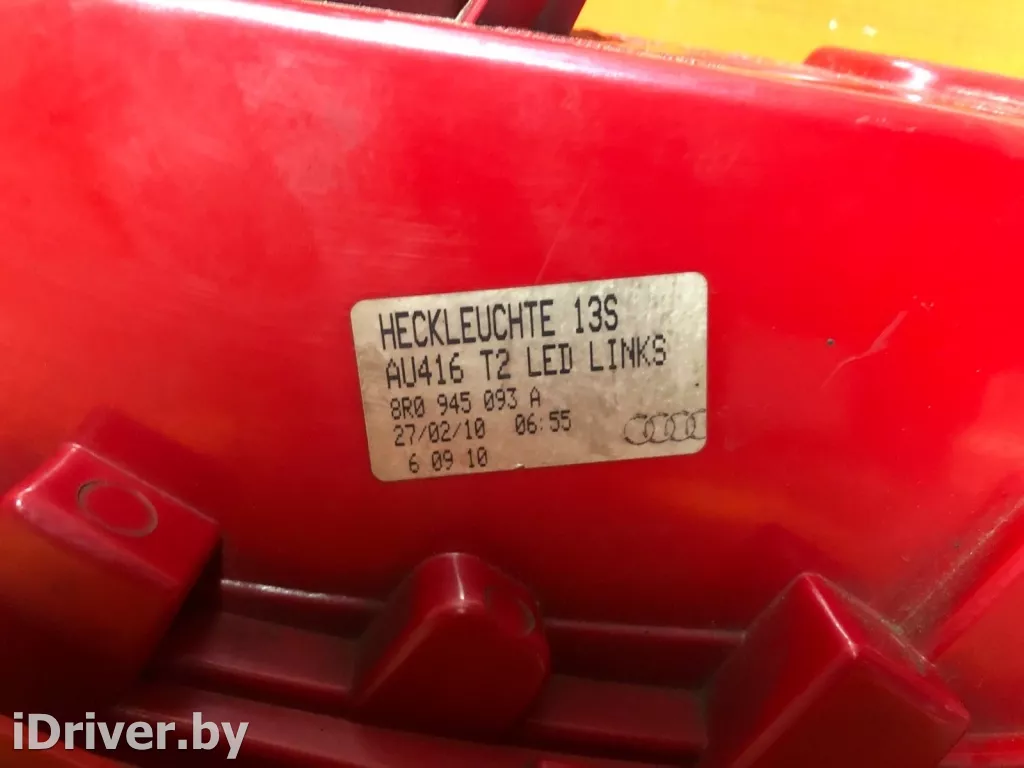 HECKLEUCHTE 13S
AU416 T2 LED LINKS
8R0 945 093 A
27/02/10 06:55
6 09 10
iDriver.by